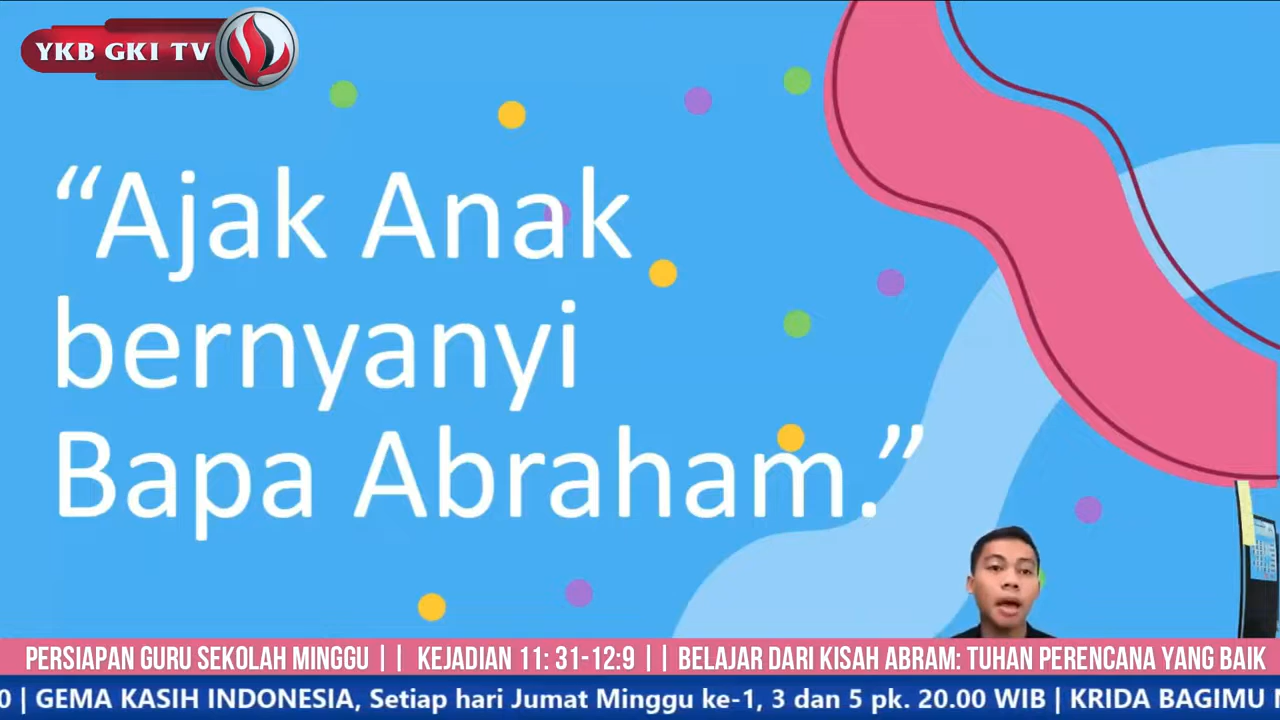 YKB GKI TV
“Ajak Anak
bernyanyi
Bapa Abraham.”
PERSIAPAN GURU SEKOLAH MINGGU || KEJADIAN 11: 31-12:9 || BELAJAR DARI KISAH ABRAM: TUHAN PERENCANA YANG BAIK
0 | GEMA KASIH INDONESIA, Setiap hari Jumat Minggu ke-1, 3 dan 5 pk. 20.00 WIB | KRIDA BAGIMU